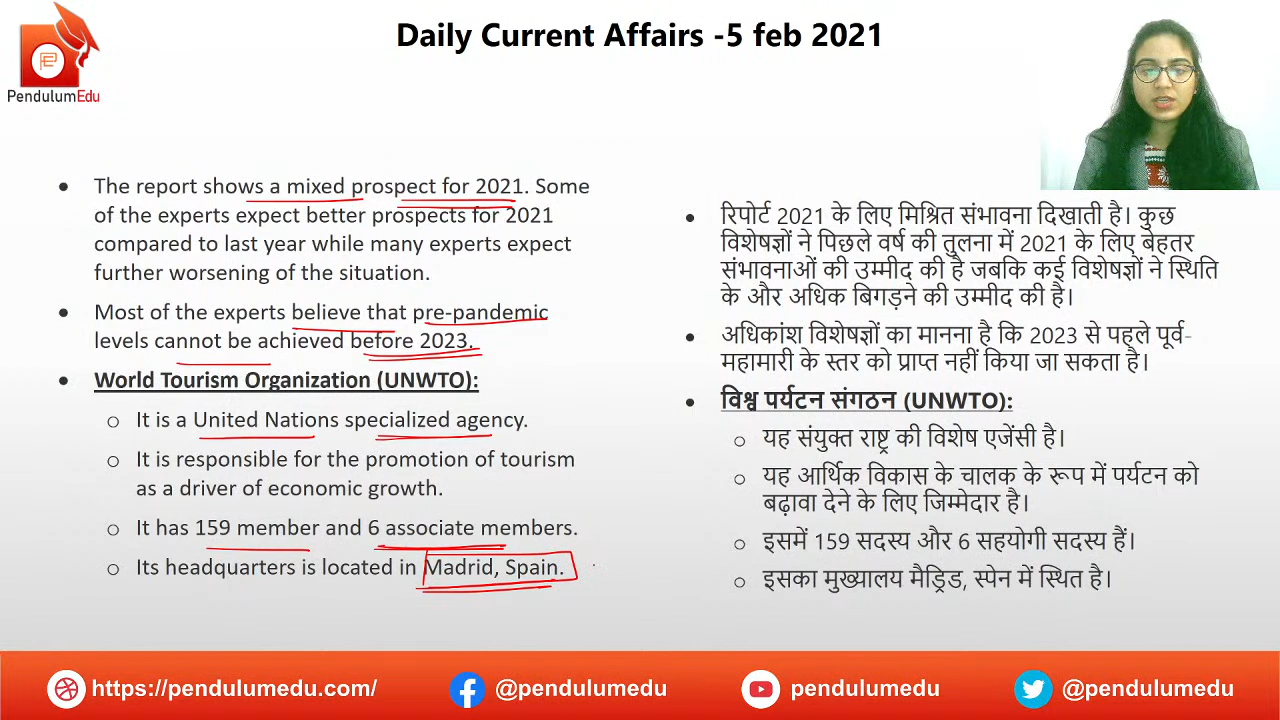 Daily Current Affairs -5 feb 2021
PendulumEdu
• The report shows a mixed prospect for 2021. Some
of the experts expect better prospects for 2021
compared to last year while many experts expect
further worsening of the situation.
• Most of the experts believe that pre-pandemic
levels cannot be achieved before 2023.
• World Tourism Organization (UNWTO):
o It is a United Nations specialized agency.
o It is responsible for the promotion of tourism
as a driver of economic growth.
o It has 159 member and 6 associate members.
o Its headquarters is located in Madrid, Spain.
• रिपोर्ट 2021 के लिए मिश्रित संभावना दिखाती है। कुछ
विशेषज्ञों ने पिछले वर्ष की तुलना में 2021 के लिए बेहतर
संभावनाओं की उम्मीद की है जबकि कई विशेषज्ञों ने स्थिति
के और अधिक बिगड़ने की उम्मीद की है।
• अधिकांश विशेषज्ञों का मानना है कि 2023 से पहले पूर्व-
महामारी के स्तर को प्राप्त नहीं किया जा सकता है।
• विश्व पर्यटन संगठन (UNWTO):
o यह संयुक्त राष्ट्र की विशेष एजेंसी है।
o यह आर्थिक विकास के चालक के रूप में पर्यटन को
बढ़ावा देने के लिए जिम्मेदार है।
o इसमें 159 सदस्य और 6 सहयोगी सदस्य हैं।
o इसका मुख्यालय मैड्रिड, स्पेन में स्थित है।
https://pendulumedu.com/
@pendulumedu
pendulumedu
@pendulumedu